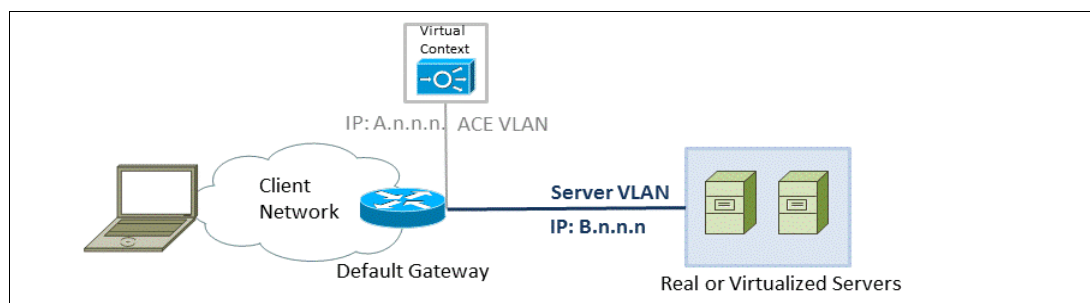 Virtual
Context
IP: A.n.n.n. ACE VLAN
Client
Network
Server VLAN
IP: B.n.n.n
Default Gateway
Real or Virtualized Servers